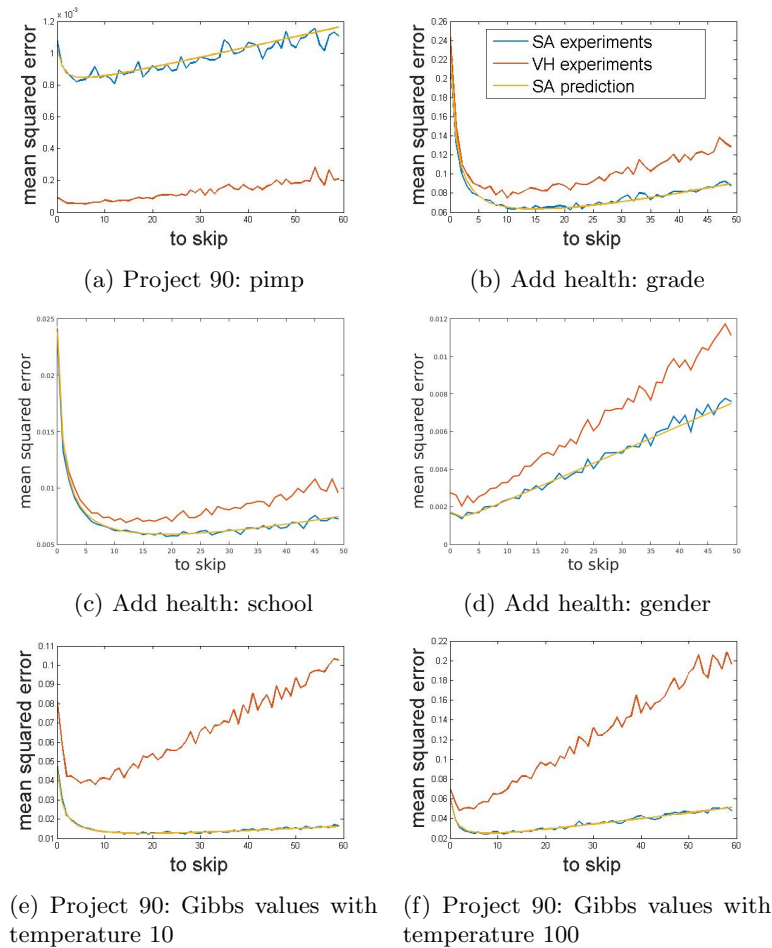 × 10⁻³
1.2
1
0.8
0.6
0.4
0.2
0
0 10 20 30 40 50 60
mean squared error
to skip
(a) Project 90: pimp
0.26
0.24
0.22
0.2
0.18
0.16
0.14
0.12
0.1
0.08
0.06
0 5 10 15 20 25 30 35 40 45 50
mean squared error
to skip
SA experiments
VH experiments
SA prediction
(b) Add health: grade
0.025
0.02
0.015
0.01
0.005
0 5 10 15 20 25 30 35 40 45 50
mean squared error
to skip
(c) Add health: school
0.012
0.01
0.008
0.006
0.004
0.002
0
0 5 10 15 20 25 30 35 40 45 50
mean squared error
to skip
(d) Add health: gender
0.11
0.1
0.09
0.08
0.07
0.06
0.05
0.04
0.03
0.02
0.01
0 10 20 30 40 50 60
mean squared error
to skip
(e) Project 90: Gibbs values with
temperature 10
0.22
0.2
0.18
0.16
0.14
0.12
0.1
0.08
0.06
0.04
0.02
0 10 20 30 40 50 60
mean squared error
to skip
(f) Project 90: Gibbs values with
temperature 100